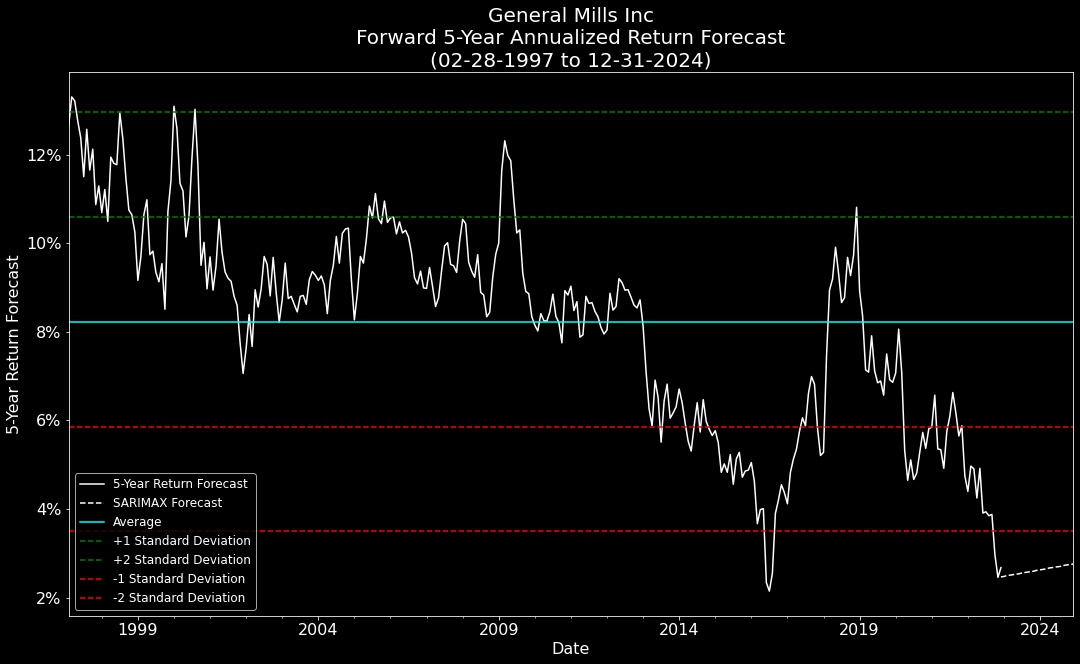 General Mills Inc
Forward 5-Year Annualized Return Forecast
(02-28-1997 to 12-31-2024)
5-Year Return Forecast
12%
10%
8%
6%
4%
2%
5-Year Return Forecast
SARIMAX Forecast
Average
+1 Standard Deviation
+2 Standard Deviation
-1 Standard Deviation
-2 Standard Deviation
1999 2004 2009 2014 2019 2024
Date